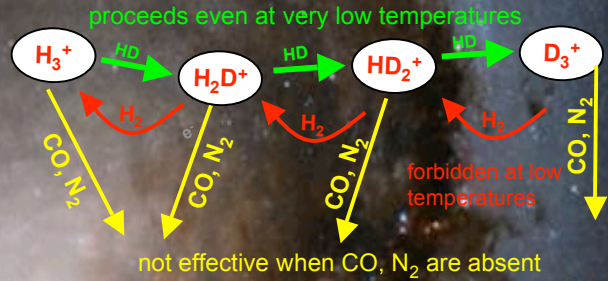 proceeds even at very low temperatures
H₃⁺
HD
H₂D⁺
HD
HD₂⁺
HD
D₃⁺
H₂
H₂
H₂
e⁻
CO, N₂
CO, N₂
CO, N₂
CO, N₂
forbidden at low
temperatures
not effective when CO, N₂ are absent